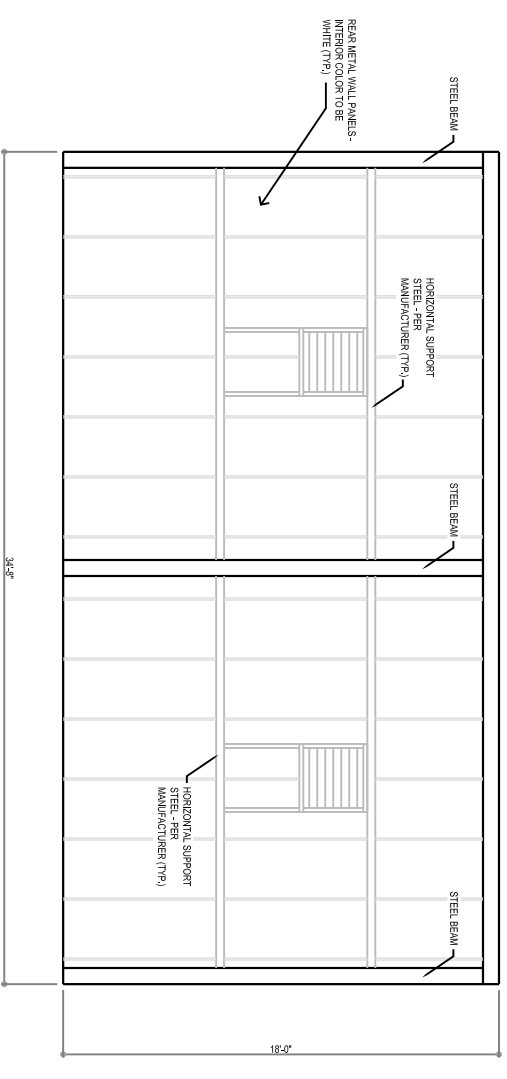 REAR METAL WALL PANELS -
INTERIOR COLOR TO BE
WHITE (TYP.)
STEEL BEAM
HORIZONTAL SUPPORT
STEEL - PER
MANUFACTURER (TYP.)
STEEL BEAM
34'-8"
HORIZONTAL SUPPORT
STEEL - PER
MANUFACTURER (TYP.)
STEEL BEAM
18'-0"